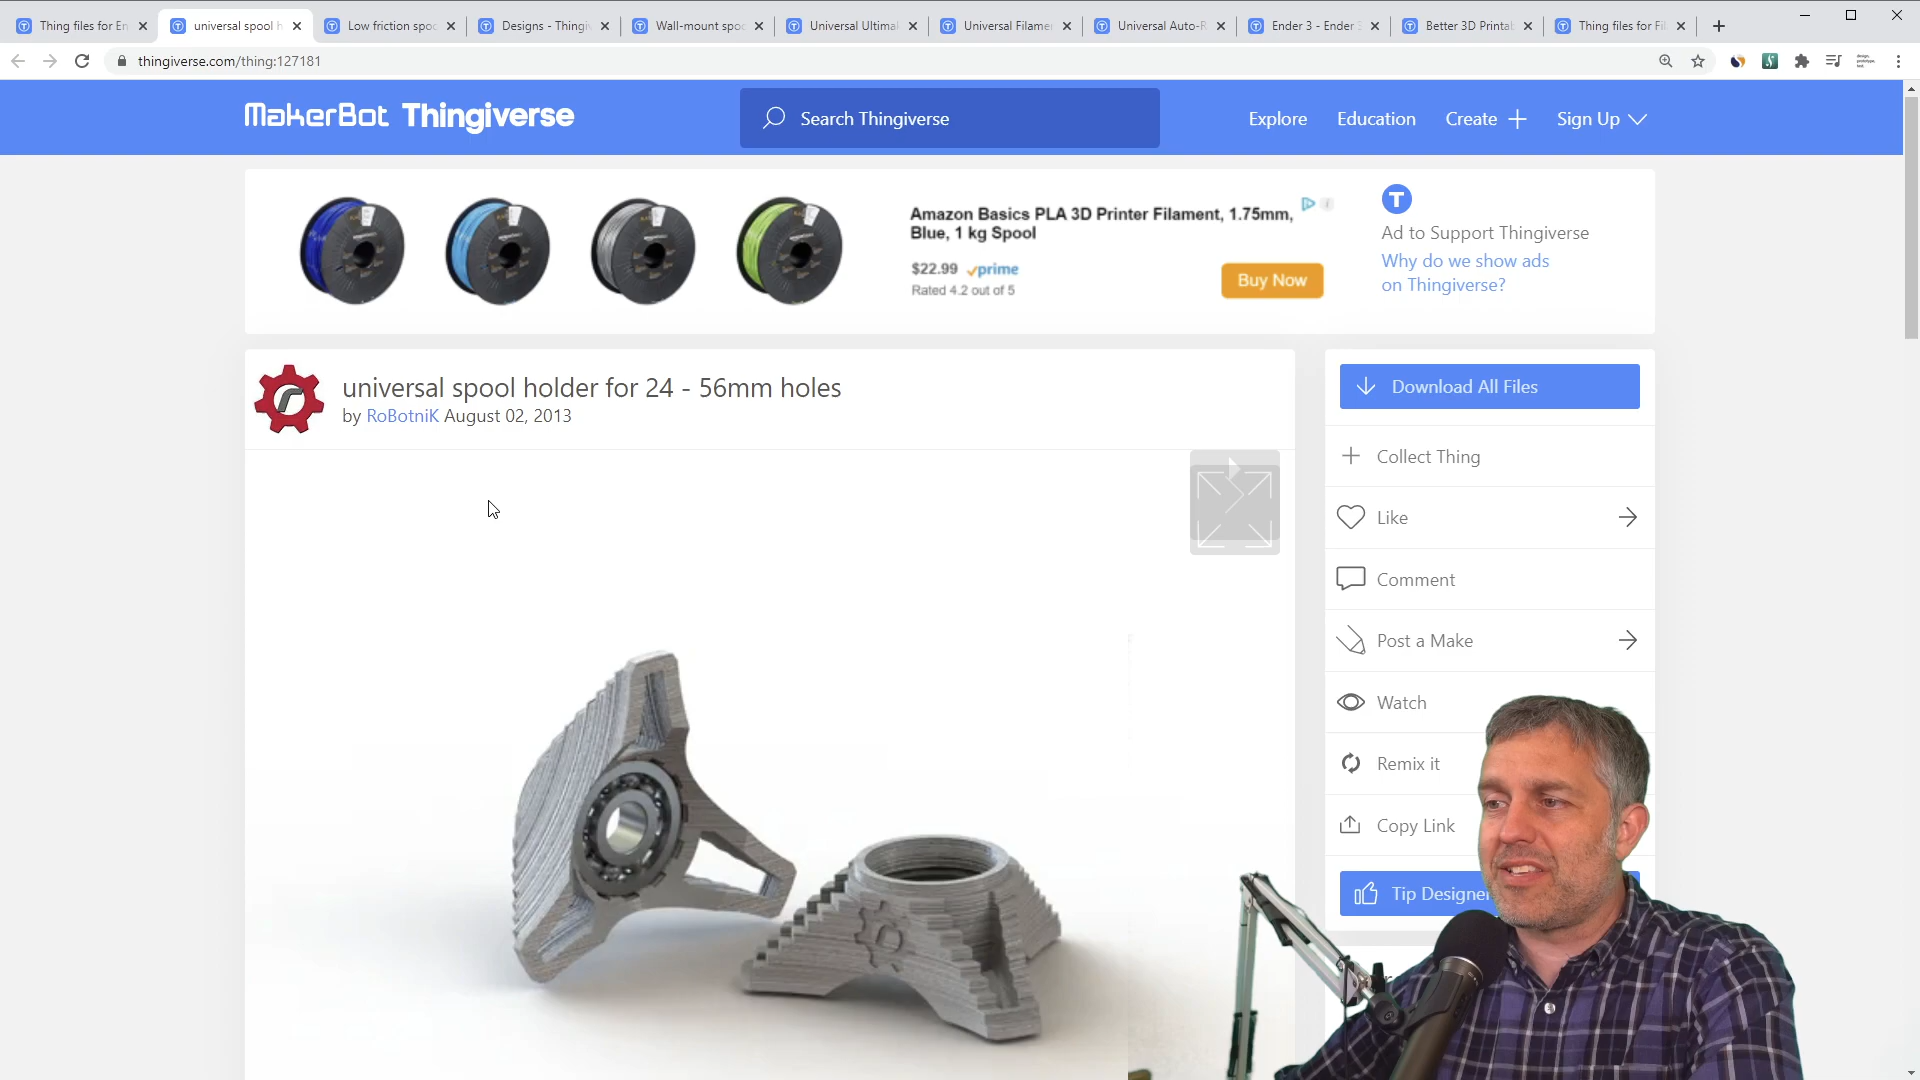 Thing files for En
universal spool h
Low friction spoo
Designs - Thingiv
Wall-mount spoo
Universal Ultima
Universal Filame
Universal Auto-R
Ender 3 - Ender
Better 3D Printa
Thing files for Fi
thingiverse.com/thing:127181
MakerBot Thingiverse
Search Thingiverse
Explore
Education
Create
Sign Up
Amazon Basics PLA 3D Printer Filament, 1.75mm,
Blue, 1 kg Spool
$22.99 prime
Rated 4.2 out of 5
Buy Now
T
Ad to Support Thingiverse
Why do we show ads
on Thingiverse?
universal spool holder for 24 - 56mm holes
by RoBotniK August 02, 2013
Download All Files
Collect Thing
Like
Comment
Post a Make
Watch
Remix it
Copy Link
Tip Designer